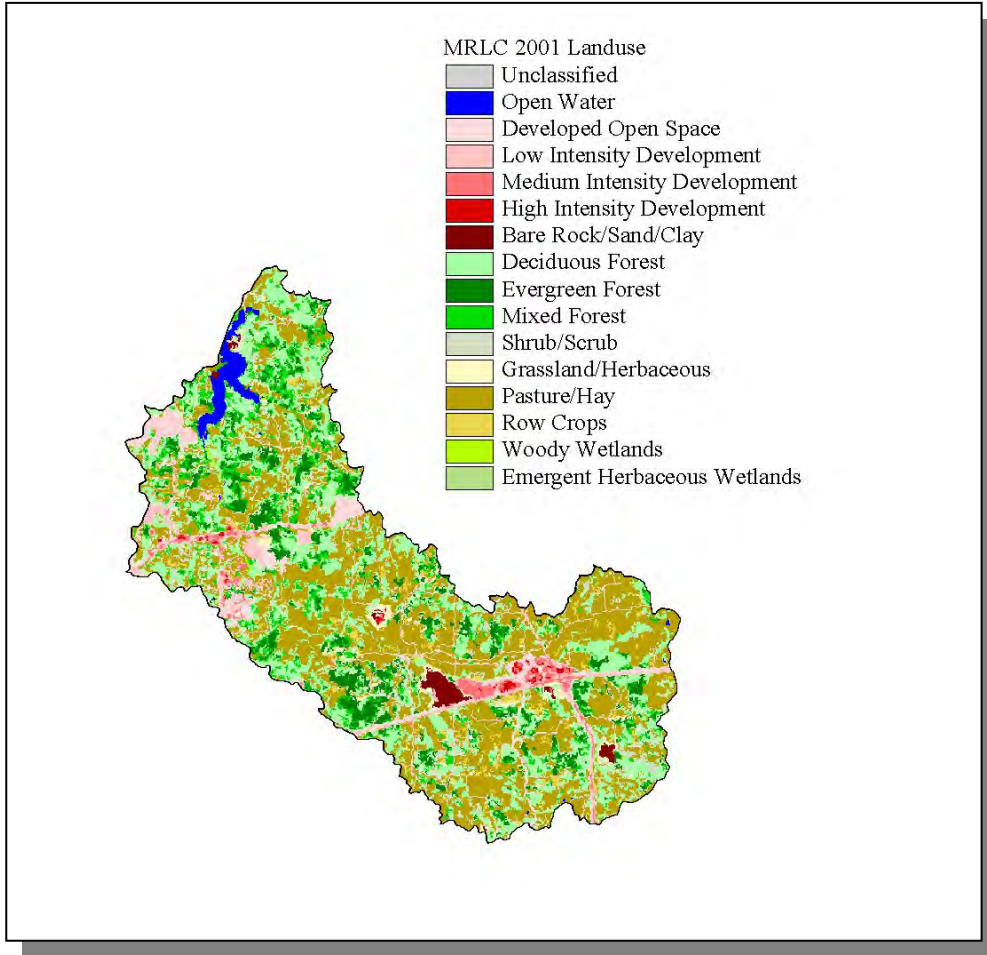 MRLC 2001 Landuse
Unclassified
Open Water
Developed Open Space
Low Intensity Development
Medium Intensity Development
High Intensity Development
Bare Rock/Sand/Clay
Deciduous Forest
Evergreen Forest
Mixed Forest
Shrub/Scrub
Grassland/Herbaceous
Pasture/Hay
Row Crops
Woody Wetlands
Emergent Herbaceous Wetlands